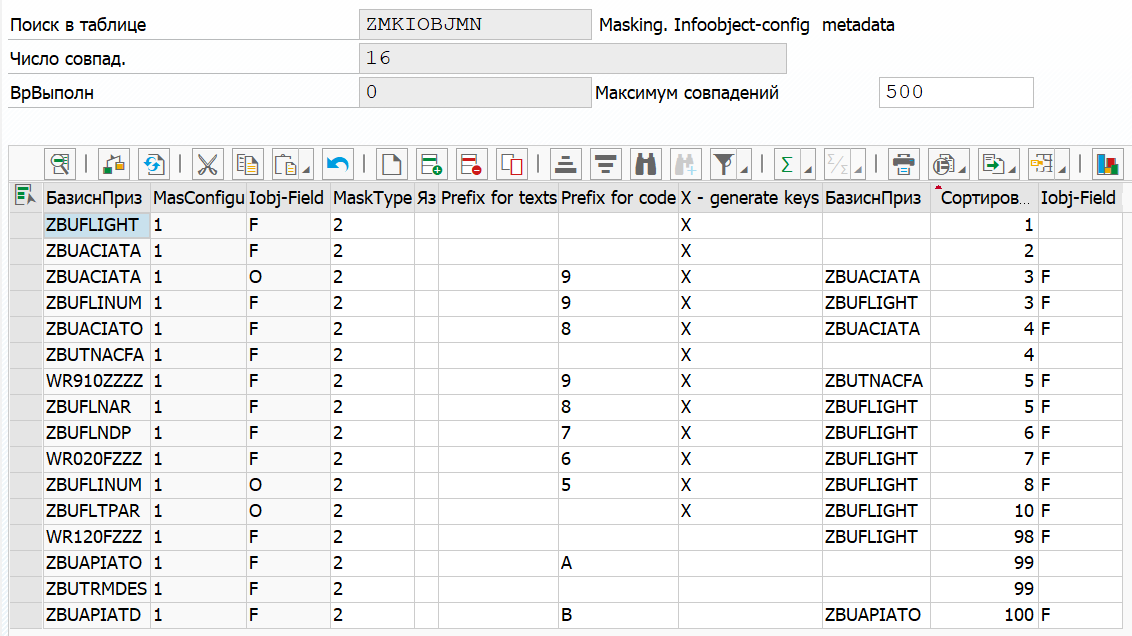 Поиск в таблице ZMKIOBJMN Masking. Infoobject-config metadata
Число совпад. 16
ВрВыполн 0 Максимум совпадений 500
БазиснПриз MasConfigu Iobj-Field MaskType Яз Prefix for texts Prefix for code X - generate keys БазиснПриз Сортиров... Iobj-Field
ZBUFLIGHT 1 F 2 X 1
ZBUACIATA 1 F 2 X 2
ZBUACIATA 1 O 2 9 X ZBUACIATA 3 F
ZBUFLINUM 1 F 2 9 X ZBUFLIGHT 3 F
ZBUACIATO 1 F 2 8 X ZBUACIATA 4 F
ZBUTNACFA 1 F 2 X 4
WR910ZZZZ 1 F 2 9 X ZBUTNACFA 5 F
ZBUFLNAR 1 F 2 8 X ZBUFLIGHT 5 F
ZBUFLNDP 1 F 2 7 X ZBUFLIGHT 6 F
WR020FZZZ 1 F 2 6 X ZBUFLIGHT 7 F
ZBUFLINUM 1 O 2 5 X ZBUFLIGHT 8 F
ZBUFLTPAR 1 O 2 X ZBUFLIGHT 10 F
WR120FZZZ 1 F 2 ZBUFLIGHT 98 F
ZBUAPIATO 1 F 2 A 99
ZBUTRMDES 1 F 2 99
ZBUAPIATD 1 F 2 B ZBUAPIATO 100 F